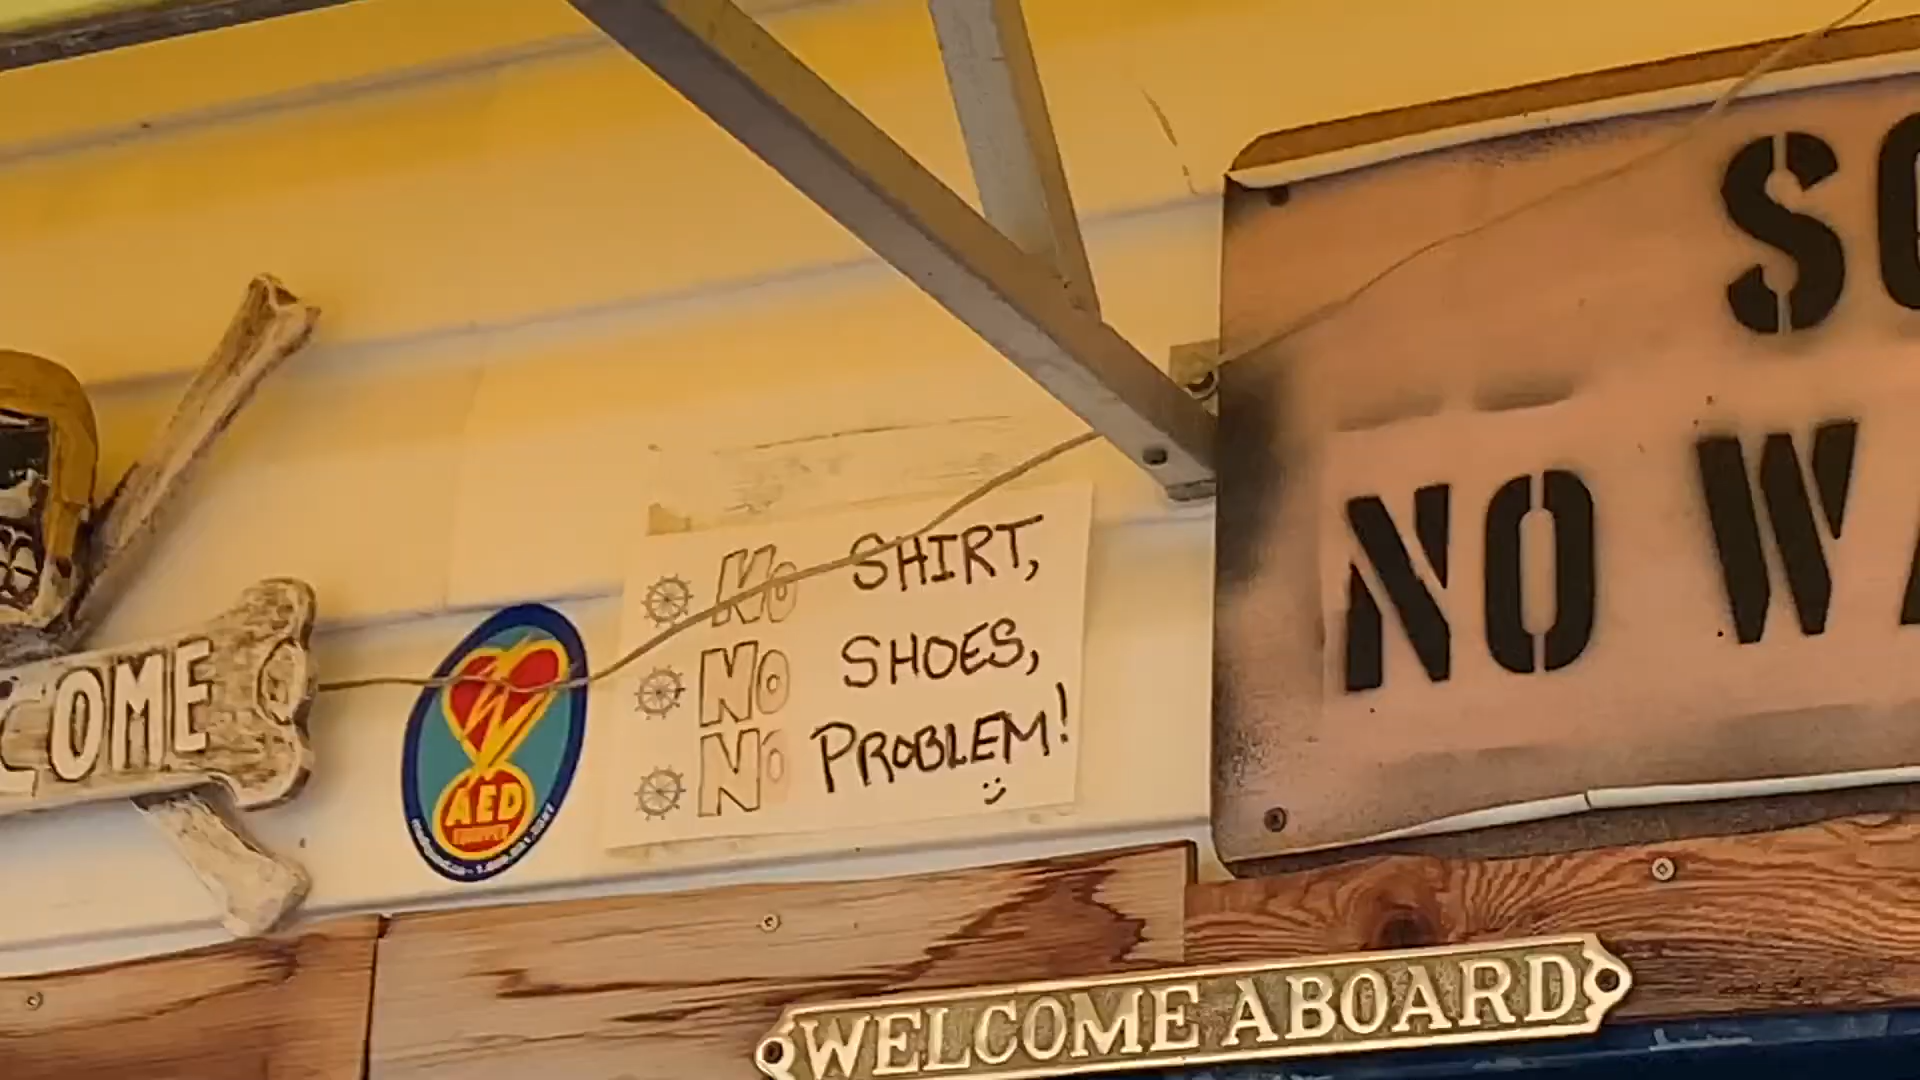 COME
AED
No SHIRT,
No SHOES,
No PROBLEM!
NO
WELCOME ABOARD